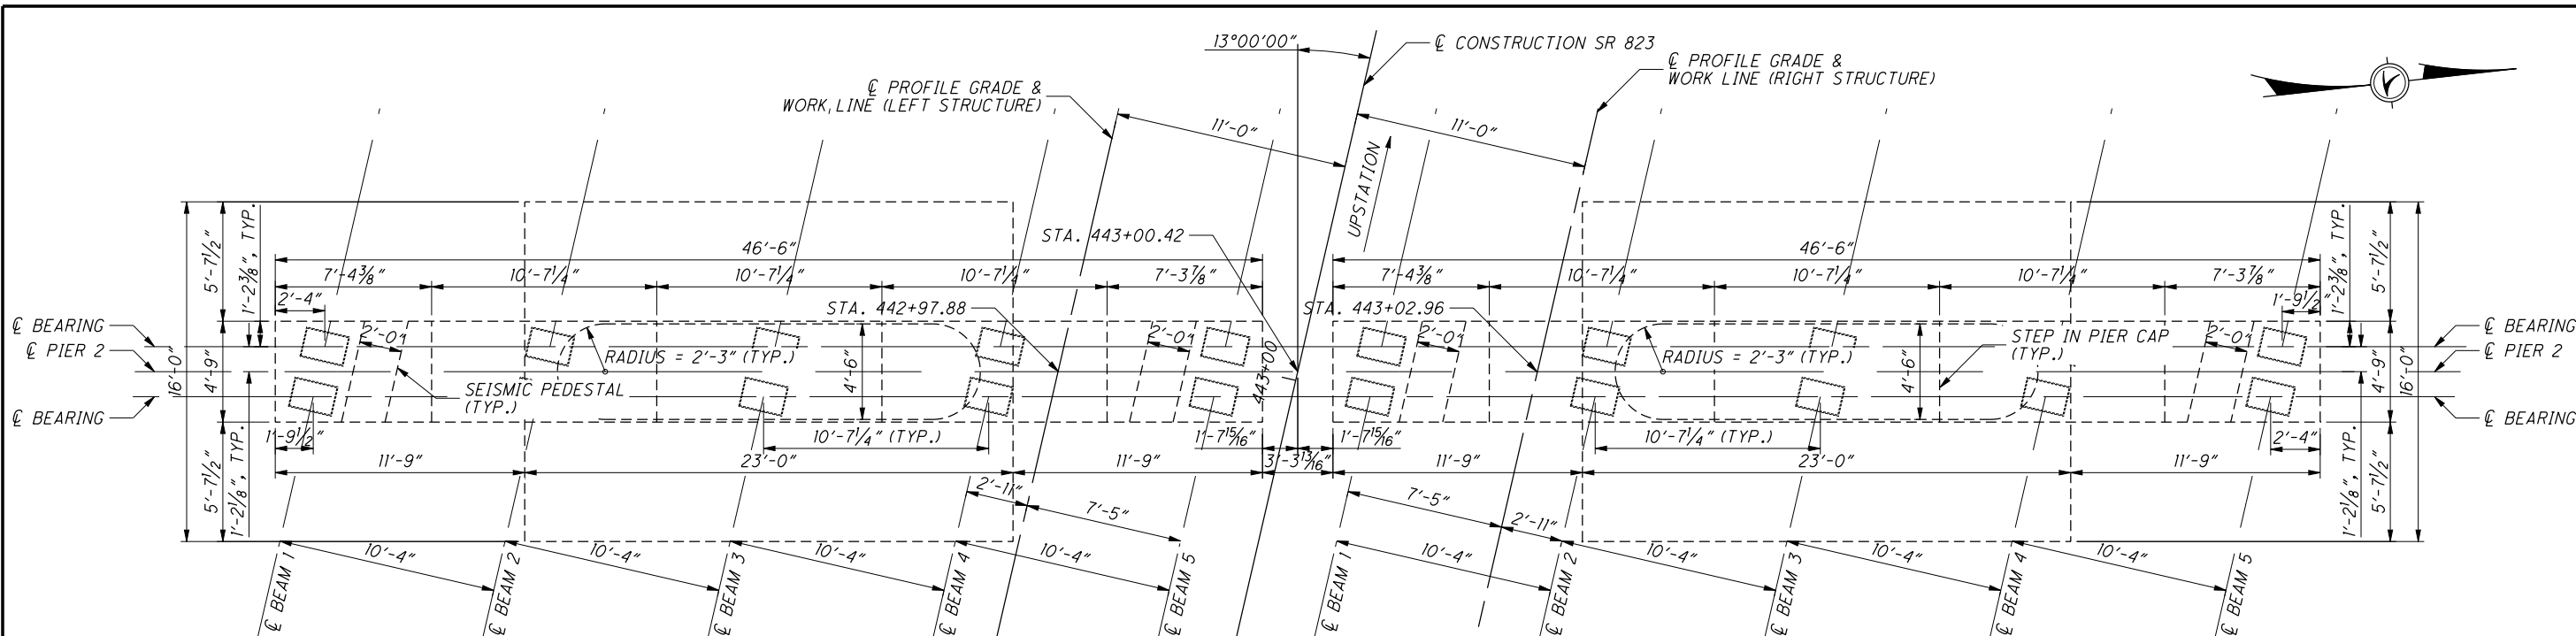 13°00'00"
℄ CONSTRUCTION SR 823
℄ PROFILE GRADE &
WORK LINE (RIGHT STRUCTURE)
℄ PROFILE GRADE &
WORK LINE (LEFT STRUCTURE)
11'-0"
11'-0"
UPSTATION
STA. 443+00.42
46'-6"
46'-6"
7'-4⅜"
10'-7¼"
10'-7¼"
10'-7¼"
7'-3⅞"
7'-4⅜"
10'-7¼"
10'-7¼"
10'-7¼"
7'-3⅞"
5'-7½"
1'-2⅜", TYP.
2'-4"
STA. 442+97.88
STA. 443+02.96
1'-9½"
1'-2⅜", TYP.
5'-7½"
℄ BEARING
℄ PIER 2
℄ BEARING
16'-0"
4'-9"
2'-0"
RADIUS = 2'-3" (TYP.)
4'-6"
2'-0"
443+00
2'-0"
RADIUS = 2'-3" (TYP.)
4'-6"
STEP IN PIER CAP
(TYP.)
2'-0"
4'-9"
16'-0"
℄ BEARING
℄ PIER 2
℄ BEARING
SEISMIC PEDESTAL
(TYP.)
1'-9½"
10'-7¼" (TYP.)
1'-7¹⁵⁄₁₆"
1'-7¹⁵⁄₁₆"
10'-7¼" (TYP.)
2'-4"
11'-9"
23'-0"
11'-9"
3'-3¹³⁄₁₆"
11'-9"
23'-0"
11'-9"
5'-7½"
1'-2⅛", TYP.
2'-11"
7'-5"
7'-5"
2'-11"
1'-2⅛", TYP.
5'-7½"
10'-4"
10'-4"
10'-4"
10'-4"
10'-4"
10'-4"
10'-4"
10'-4"
℄ BEAM 1
℄ BEAM 2
℄ BEAM 3
℄ BEAM 4
℄ BEAM 5
℄ BEAM 1
℄ BEAM 2
℄ BEAM 3
℄ BEAM 4
℄ BEAM 5